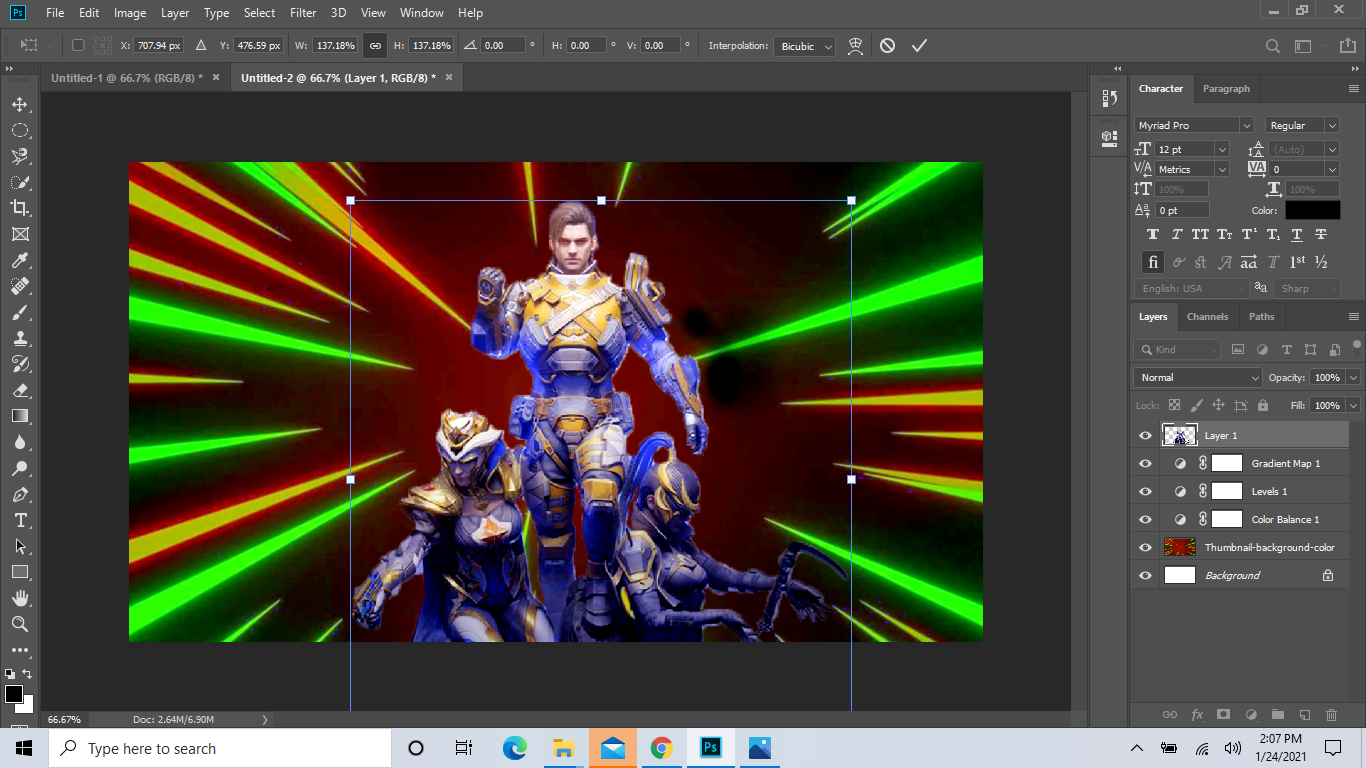 Ps File Edit Image Layer Type Select Filter 3D View Window Help
X: 707.94 px Y: 476.59 px W: 137.18% H: 137.18% 0.00 ° H: 0.00 ° V: 0.00 ° Interpolation: Bicubic
Untitled-1 @ 66.7% (RGB/8) * × Untitled-2 @ 66.7% (Layer 1, RGB/8) * ×
Character Paragraph
Myriad Pro Regular
12 pt (Auto)
Metrics 0
100% 100%
0 pt Color:
T T TT Tt T¹ T₁ T T
fi st A aa T 1st ½
English: USA aa Sharp
Layers Channels Paths
Kind
Normal Opacity: 100%
Lock: Fill: 100%
Layer 1
Gradient Map 1
Levels 1
Color Balance 1
Thumbnail-background-color
Background
66.67% Doc: 2.64M/6.90M
fx
Type here to search
Ps
2:07 PM
1/24/2021